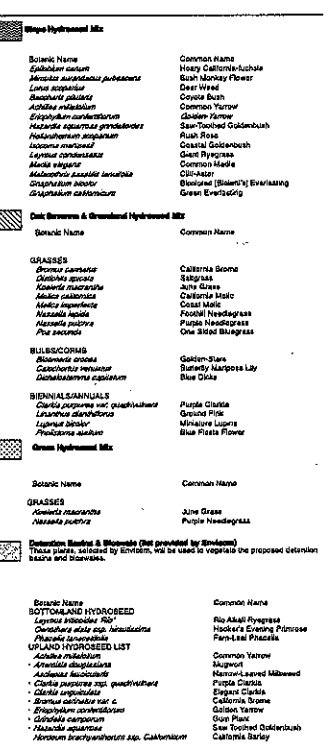 Slope Hydroseed Mix
Botanic Name Common Name
Epilobium canum Hoary California-fuchsia
Mimulus aurantiacus pubescens Bush Monkey Flower
Lotus scoparius Deer Weed
Baccharis pilularis Coyote Bush
Achillea millefolium Common Yarrow
Eriophyllum confertiflorum Golden Yarrow
Hazardia squarrosa grindelioides Saw-Toothed Goldenbush
Helianthemum scoparium Rush Rose
Isocoma menziesii Coastal Goldenbush
Leymus condensatus Giant Ryegrass
Madia elegans Common Madia
Malacothrix saxatilis tenuifolia Cliff-Aster
Gnaphalium bicolor Bicolored [Bioletti's] Everlasting
Gnaphalium californicum Green Everlasting
Oak Savanna & Grassland Hydroseed Mix
Botanic Name Common Name
GRASSES
Bromus carinatus California Brome
Distichlis spicata Saltgrass
Koeleria macrantha June Grass
Melica californica California Melic
Melica imperfecta Coast Melic
Nassella lepida Foothill Needlegrass
Nassella pulchra Purple Needlegrass
Poa secunda One Sided Bluegrass
BULBS/CORMS
Bloomeria crocea Golden-Stars
Calochortus venustus Butterfly Mariposa Lily
Dichelostemma capitatum Blue Dicks
BIENNIALS/ANNUALS
Clarkia purpurea var. quadrivulnera Purple Clarkia
Linanthus dianthiflorus Ground Pink
Lupinus bicolor Miniature Lupine
Pholistoma auritum Blue Fiesta Flower
Grass Hydroseed Mix
Botanic Name Common Name
GRASSES
Koeleria macrantha June Grass
Nassella pulchra Purple Needlegrass
Detention Basins & Bioswale (list provided by Envicom)
These plants, selected by Envicom, will be used to vegetate the proposed detention
basins and bioswales.
Botanic Name Common Name
BOTTOMLAND HYDROSEED
Leymus triticoides 'Rio' Rio Alkali Ryegrass
Oenothera elata ssp. hirsutissima Hooker's Evening Primrose
Phacelia tanacetifolia Fern-Leaf Phacelia
UPLAND HYDROSEED LIST
- Achillea millefolium Common Yarrow
- Artemisia douglasiana Mugwort
Asclepias fascicularis Narrow-Leaved Milkweed
- Clarkia purpurea ssp. quadrivulnera Purple Clarkia
- Clarkia unguiculata Elegant Clarkia
- Bromus carinatus var. c. California Brome
- Eriophyllum confertiflorum Golden Yarrow
- Grindelia camporum Gum Plant
- Hazardia squarrosa Saw Toothed Goldenbush
- Hordeum brachyantherum ssp. Californicum California Barley